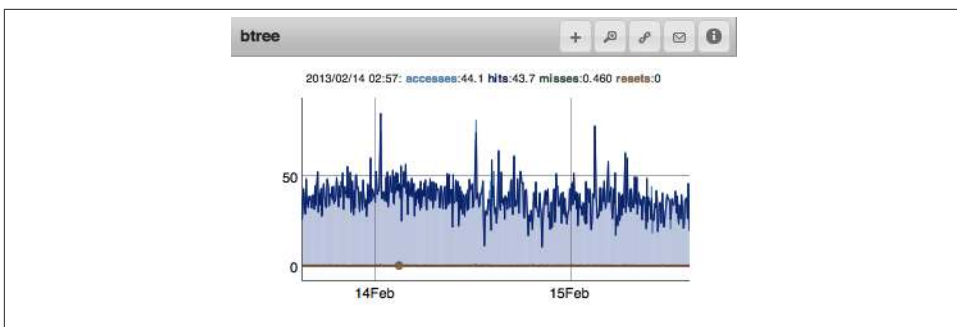 btree
2013/02/14 02:57: accesses:44.1 hits:43.7 misses:0.460 resets:0
50
0
14Feb
15Feb